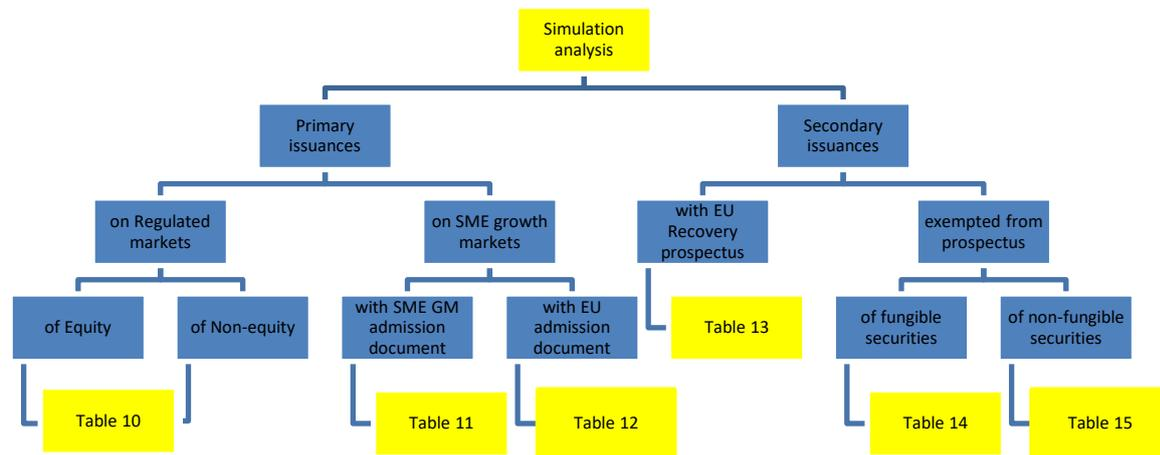 Simulation
analysis
Primary
issuances
Secondary
issuances
on Regulated
markets
on SME growth
markets
with EU
Recovery
prospectus
exempted from
prospectus
of Equity
of Non-equity
with SME GM
admission
document
with EU
admission
document
Table 13
of fungible
securities
of non-fungible
securities
Table 10
Table 11
Table 12
Table 14
Table 15